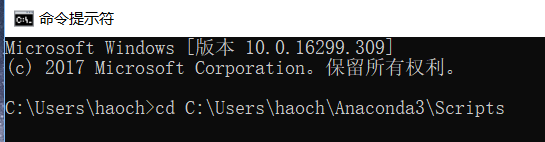 命令提示符
Microsoft Windows [版本 10.0.16299.309]
(c) 2017 Microsoft Corporation。保留所有权利。
C:\Users\haoch>cd C:\Users\haoch\Anaconda3\Scripts